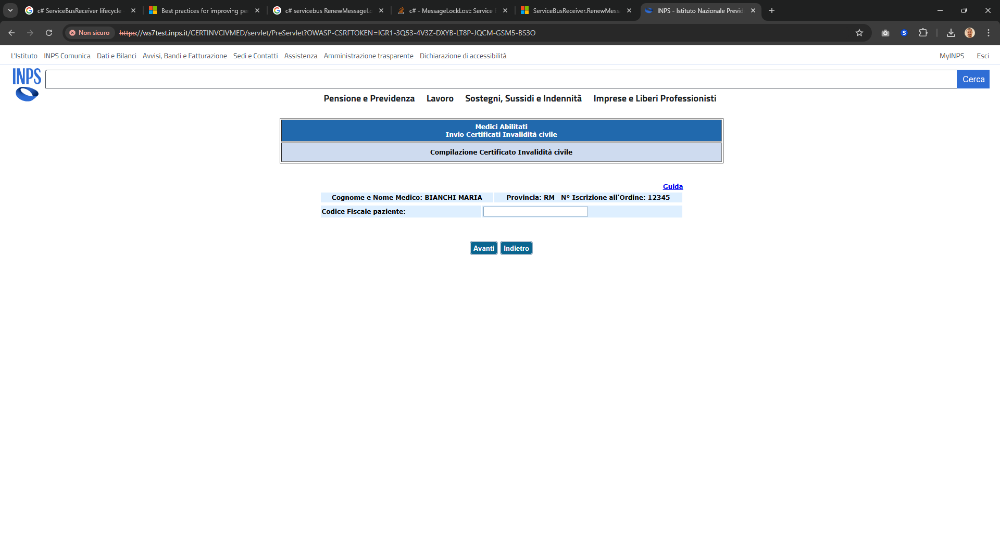 c# ServiceBusReceiver lifecycle
Best practices for improving pe
c# servicebus RenewMessageLo
c# - MessageLockLost: Service
ServiceBusReceiver.RenewMess
INPS - Istituto Nazionale Previd
Non sicuro
https://ws7test.inps.it/CERTINVCIVMED/servlet/PreServlet?OWASP-CSRFTOKEN=IGR1-3Q53-4V3Z-DXYB-LT8P-JQCM-GSM5-BS3O
S
L'Istituto INPS Comunica Dati e Bilanci Avvisi, Bandi e Fatturazione Sedi e Contatti Assistenza Amministrazione trasparente Dichiarazione di accessibilità MyINPS Esci
INPS
Cerca
Pensione e Previdenza Lavoro Sostegni, Sussidi e Indennità Imprese e Liberi Professionisti
Medici Abilitati
Invio Certificati Invalidità civile
Compilazione Certificato Invalidità civile
Guida
Cognome e Nome Medico: BIANCHI MARIA Provincia: RM N° Iscrizione all'Ordine: 12345
Codice Fiscale paziente:
Avanti Indietro